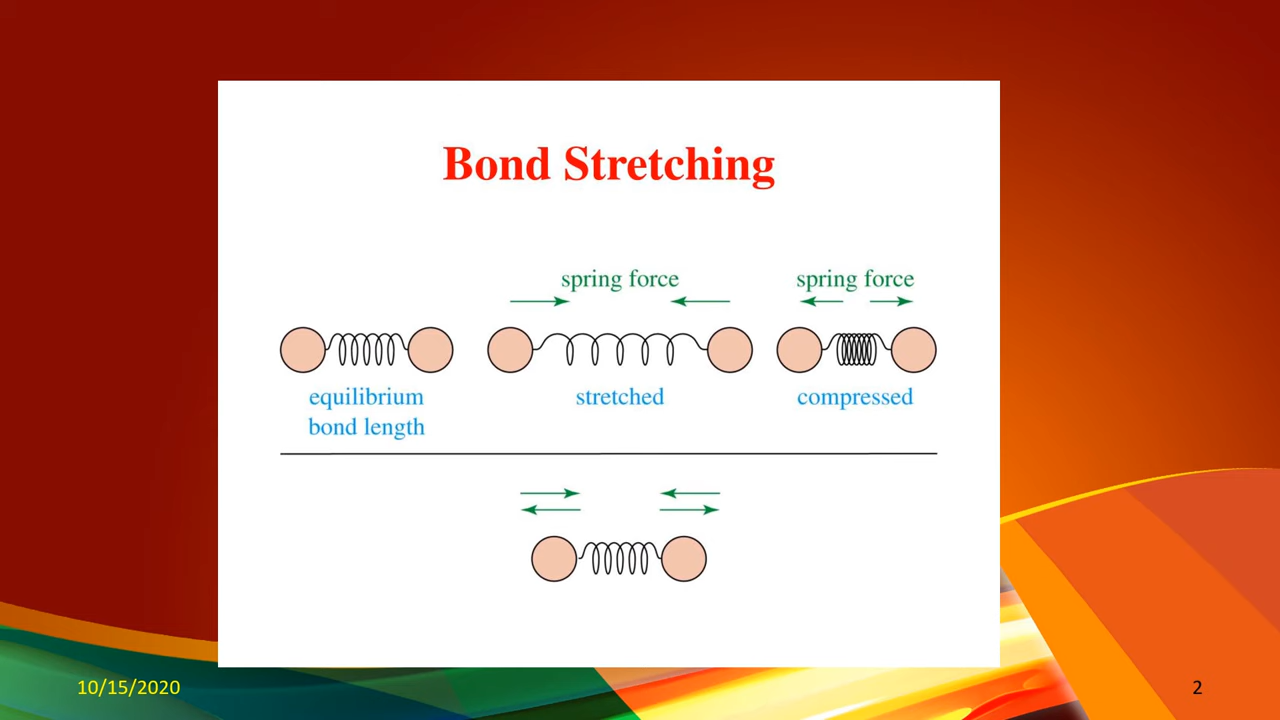 Bond Stretching
spring force
spring force
equilibrium
bond length
stretched
compressed
10/15/2020
2